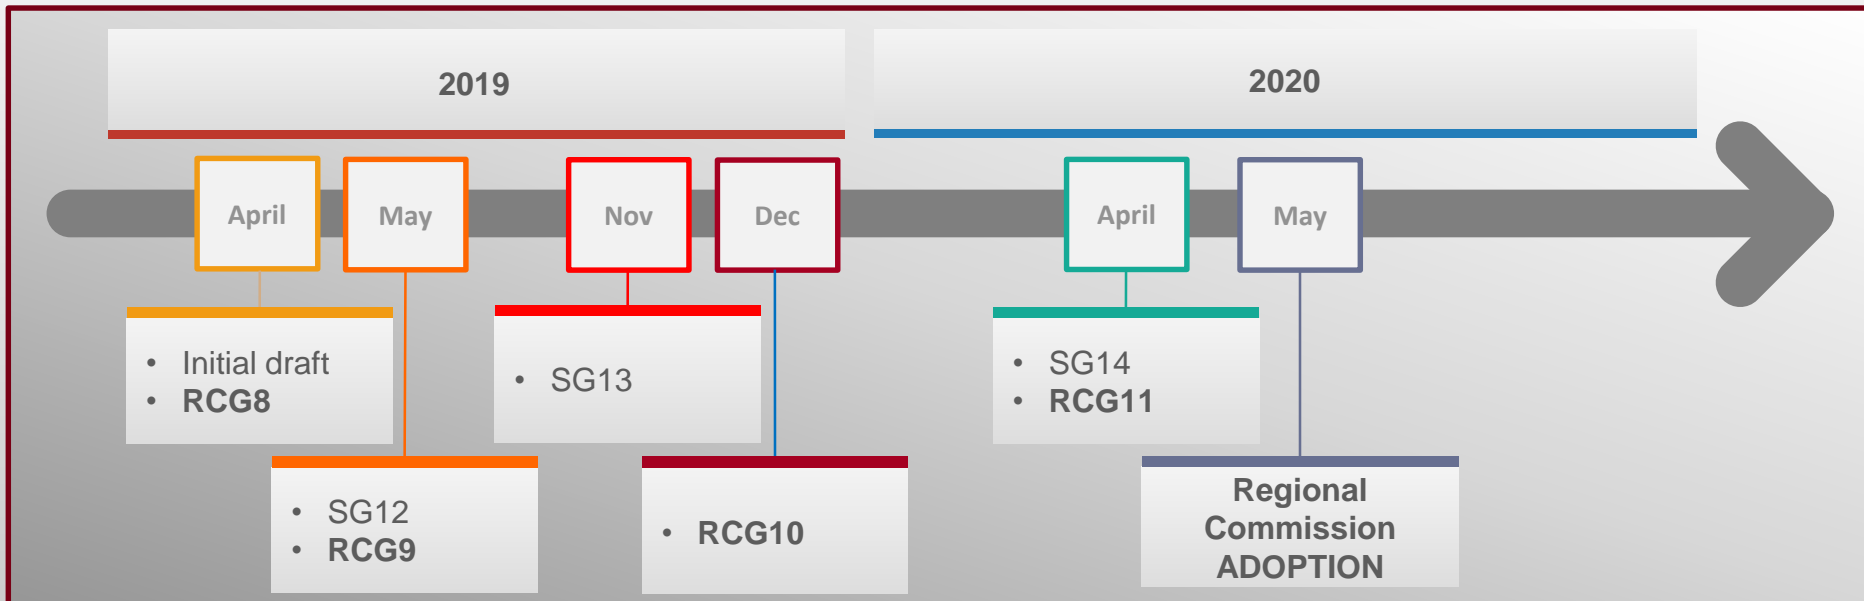 2019
2020
April
May
Nov
Dec
April
May
• Initial draft
• RCG8
• SG13
• SG14
• RCG11
• SG12
• RCG9
• RCG10
Regional
Commission
ADOPTION